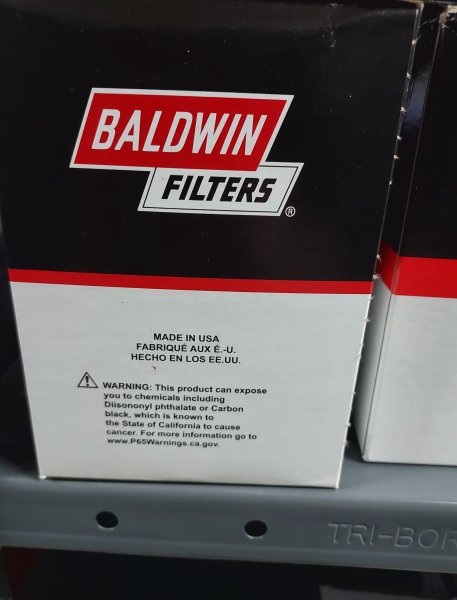 BALDWIN
FILTERS®
MADE IN USA
FABRIQUÉ AUX É.-U.
HECHO EN LOS EE.UU.
WARNING: This product can expose
you to chemicals including
Diisononyl phthalate or Carbon
black, which is known to
the State of California to cause
cancer. For more information go to
www.P65Warnings.ca.gov.
TRI-BOR